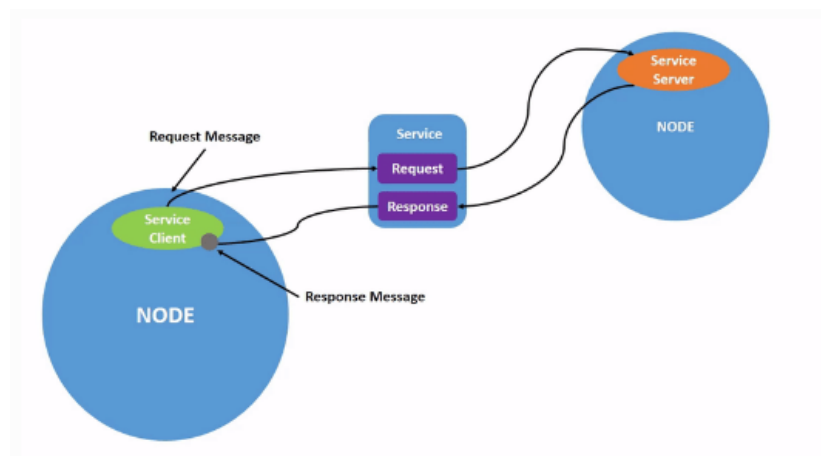 Service
Server
NODE
Service
Request Message
Request
Response
Service
Client
Response Message
NODE